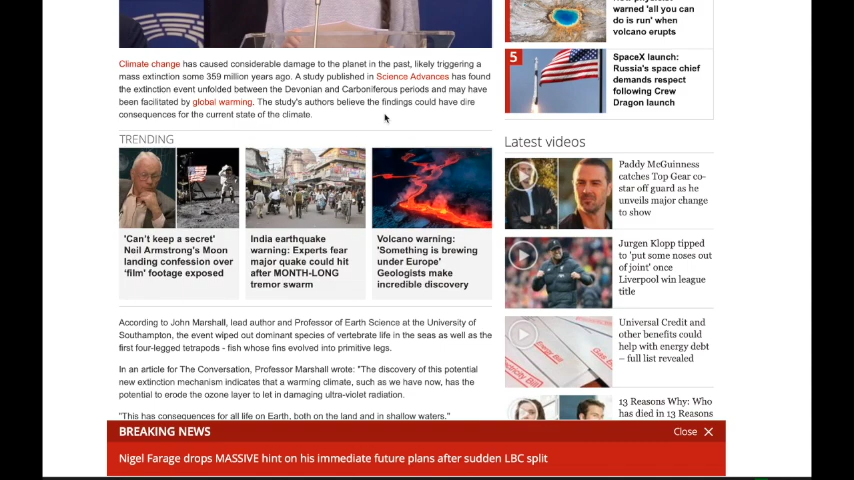 Climate change has caused considerable damage to the planet in the past, likely triggering a
mass extinction some 359 million years ago. A study published in Science Advances has found
the extinction event unfolded between the Devonian and Carboniferous periods and may have
been facilitated by global warming. The study's authors believe the findings could have dire
consequences for the current state of the climate.
TRENDING
'Can't keep a secret'
Neil Armstrong's Moon
landing confession over
'film' footage exposed
India earthquake
warning: Experts fear
major quake could hit
after MONTH-LONG
tremor swarm
Volcano warning:
'Something is brewing
under Europe'
Geologists make
incredible discovery
According to John Marshall, lead author and Professor of Earth Science at the University of
Southampton, the event wiped out dominant species of vertebrate life in the seas as well as the
first four-legged tetrapods - fish whose fins evolved into primitive legs.
In an article for The Conversation, Professor Marshall wrote: "The discovery of this potential
new extinction mechanism indicates that a warming climate, such as we have now, has the
potential to erode the ozone layer to let in damaging ultra-violet radiation.
"This has consequences for all life on Earth, both on the land and in shallow waters."
warned 'all you can
do is run' when
volcano erupts
5
SpaceX launch:
Russia's space chief
demands respect
following Crew
Dragon launch
Latest videos
Paddy McGuinness
catches Top Gear co-
star off guard as he
unveils major change
to show
Jurgen Klopp tipped
to 'put some noses out
of joint' once
Liverpool win league
title
Universal Credit and
other benefits could
help with energy debt
– full list revealed
13 Reasons Why: Who
has died in 13 Reasons
BREAKING NEWS
Close
Nigel Farage drops MASSIVE hint on his immediate future plans after sudden LBC split